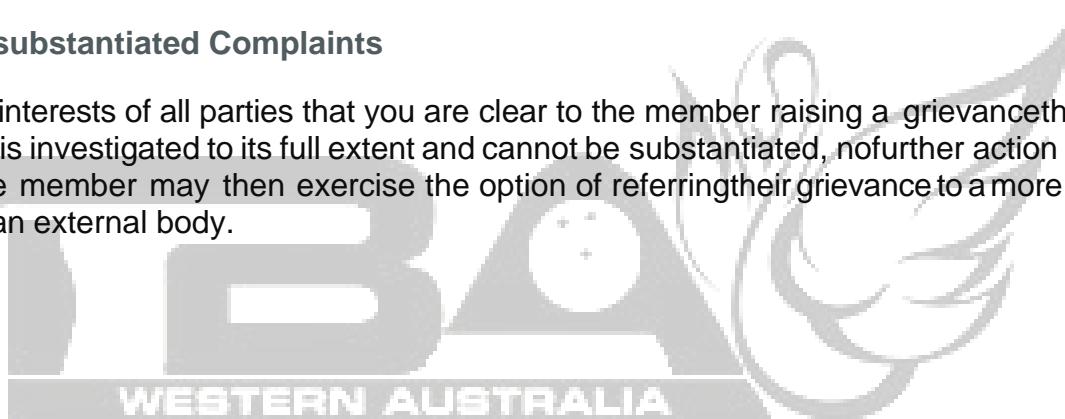 substantiated Complaints
interests of all parties that you are clear to the member raising a grievanceth
is investigated to its full extent and cannot be substantiated, nofurther action
e member may then exercise the option of referringtheir grievance to a more
an external body.
TBA
WESTERN AUSTRALIA